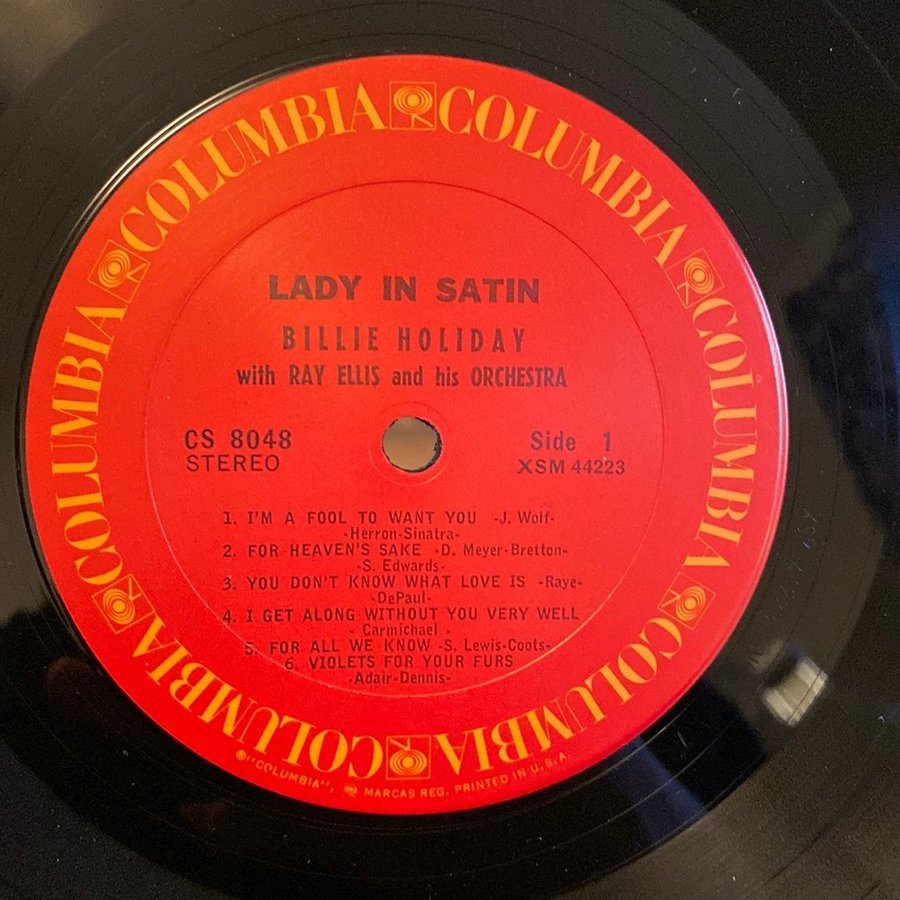 COLUMBIA COLUMBIA COLUMBIA COLUMBIA COLUMBIA COLUMBIA COLUMBIA
LADY IN SATIN
BILLIE HOLIDAY
with RAY ELLIS and his ORCHESTRA
CS 8048
STEREO
Side 1
XSM 44223
1. I'M A FOOL TO WANT YOU -J. Wolf-
-Herron-Sinatra-
2. FOR HEAVEN'S SAKE -D. Meyer-Bretton-
-S. Edwards-
3. YOU DON'T KNOW WHAT LOVE IS -Raye-
-DePaul-
4. I GET ALONG WITHOUT YOU VERY WELL
- Carmichael -
5. FOR ALL WE KNOW -S. Lewis-Coots-
6. VIOLETS FOR YOUR FURS
-Adair-Dennis-
®"COLUMBIA", MARCAS REG. PRINTED IN U.S.A.